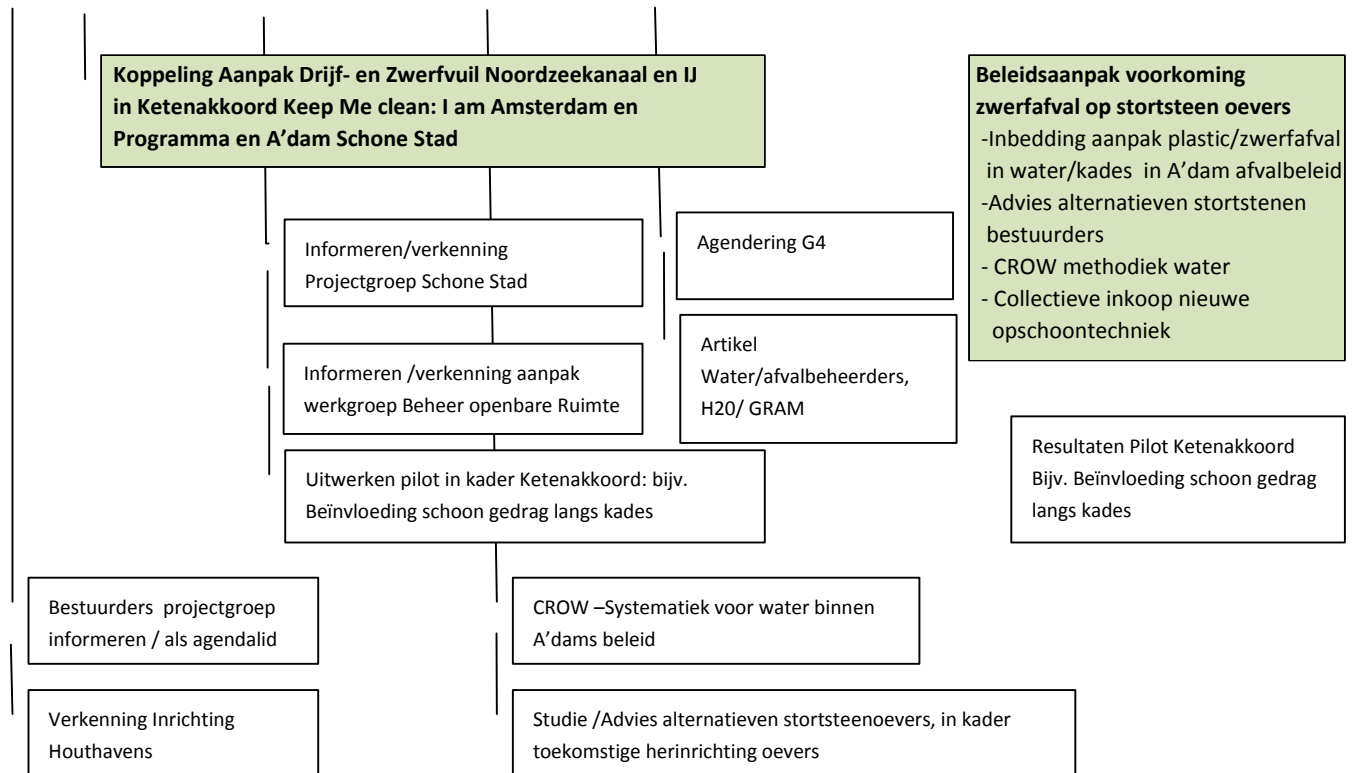 Koppeling Aanpak Drijf- en Zwerfvuil Noordzeekanaal en IJ
in Ketenakkoord Keep Me clean: I am Amsterdam en
Programma en A’dam Schone Stad
Beleidsaanpak voorkoming
zwerfafval op stortsteen oevers
-Inbedding aanpak plastic/zwerfafval
in water/kades in A’dam afvalbeleid
-Advies alternatieven stortstenen
bestuurders
- CROW methodiek water
- Collectieve inkoop nieuwe
opschoontechniek
Informeren/verkenning
Projectgroep Schone Stad
Agendering G4
Informeren /verkenning aanpak
werkgroep Beheer openbare Ruimte
Artikel
Water/afvalbeheerders,
H20/ GRAM
Uitwerken pilot in kader Ketenakkoord: bijv.
Beïnvloeding schoon gedrag langs kades
Resultaten Pilot Ketenakkoord
Bijv. Beïnvloeding schoon gedrag
langs kades
Bestuurders projectgroep
informeren / als agendalid
CROW –Systematiek voor water binnen
A’dams beleid
Verkenning Inrichting
Houthavens
Studie /Advies alternatieven stortsteenoevers, in kader
toekomstige herinrichting oevers